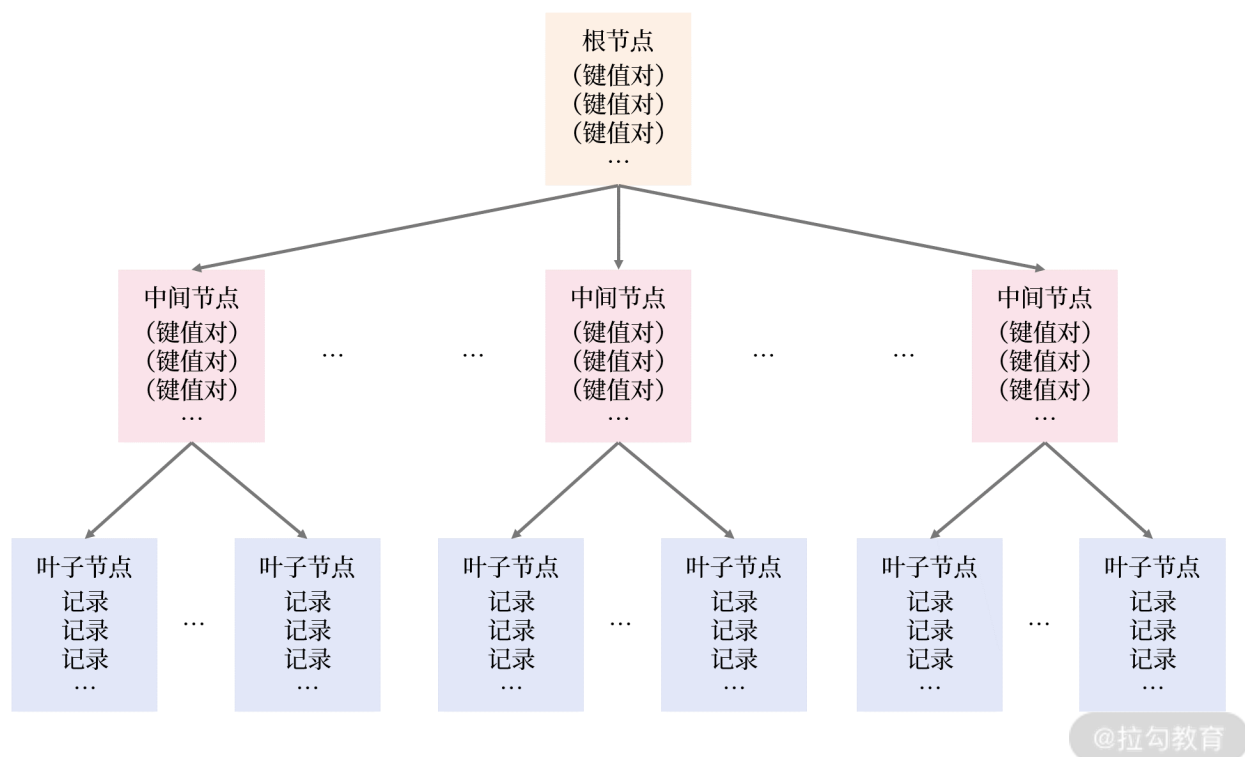 根节点
（键值对）
（键值对）
（键值对）
…
中间节点
（键值对）
（键值对）
（键值对）
…
…
…
中间节点
（键值对）
（键值对）
（键值对）
…
…
…
中间节点
（键值对）
（键值对）
（键值对）
…
叶子节点
记录
记录
记录
…
…
叶子节点
记录
记录
记录
…
叶子节点
记录
记录
记录
…
…
叶子节点
记录
记录
记录
…
叶子节点
记录
记录
记录
…
…
叶子节点
记录
记录
记录
…
@拉勾教育